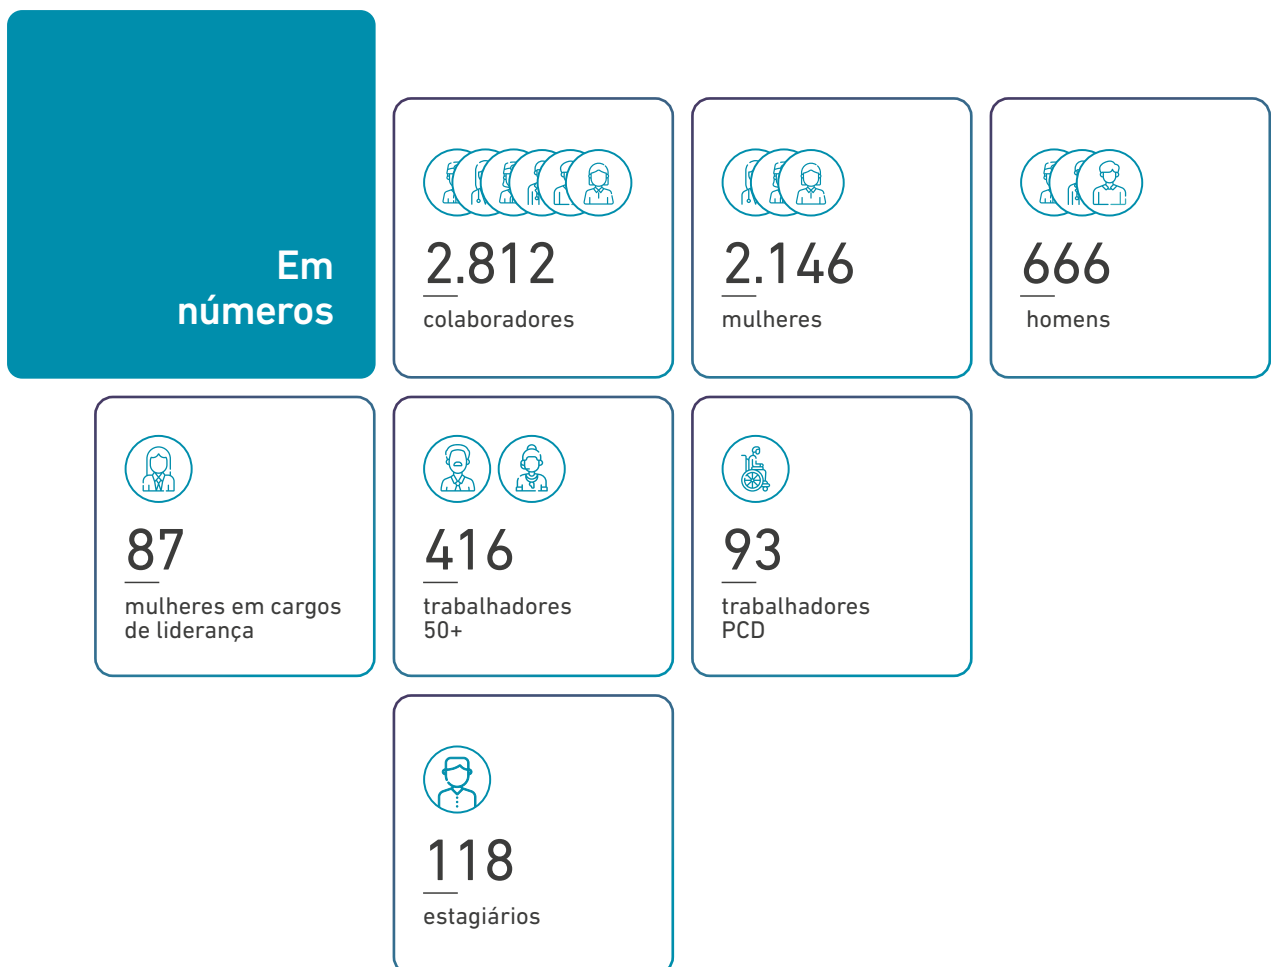 Em
números
2.812
colaboradores
2.146
mulheres
666
homens
87
mulheres em cargos
de liderança
416
trabalhadores
50+
93
trabalhadores
PCD
118
estagiários